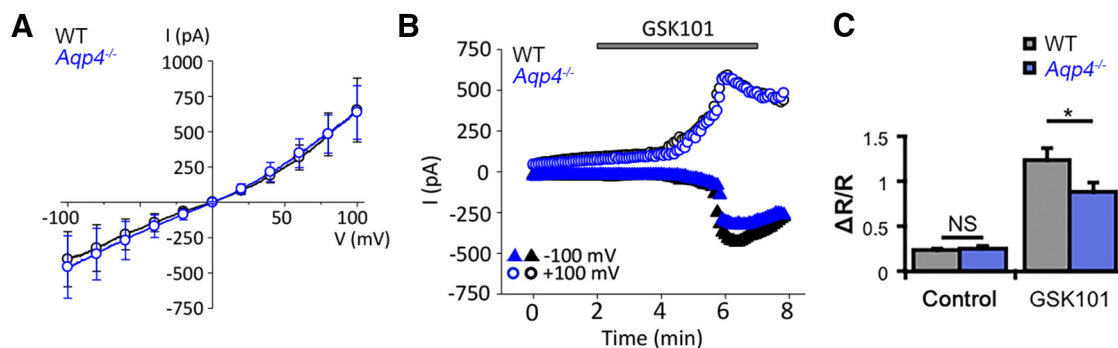 A
WT
Aqp4-/-
I (pA)
1000
750
500
250
-100
50
100
V (mV)
-250
-500
-750
B
GSK101
WT
Aqp4-/-
I (pA)
750
500
250
0
-250
-500
-750
-100 mV
+100 mV
0
2
4
6
8
Time (min)
C
WT
Aqp4-/-
ΔR/R
1.5
1
0.5
0
NS
*
Control
GSK101